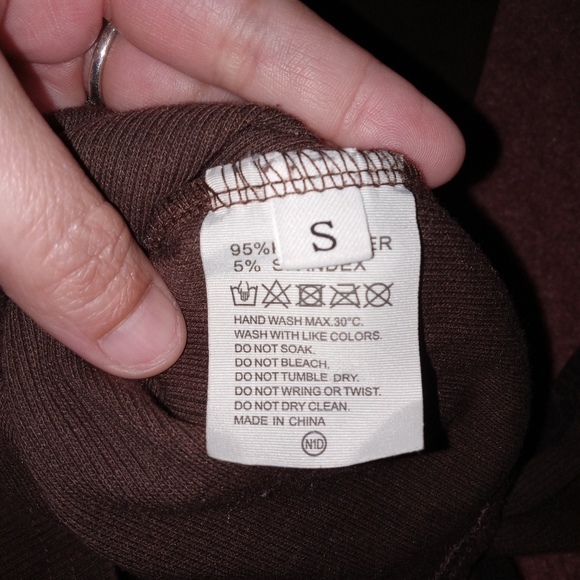 S
95%
5%
HAND WASH MAX.30°C.
WASH WITH LIKE COLORS.
DO NOT SOAK.
DO NOT BLEACH,
DO NOT TUMBLE DRY.
DO NOT WRING OR TWIST.
DO NOT DRY CLEAN.
MADE IN CHINA
N1D